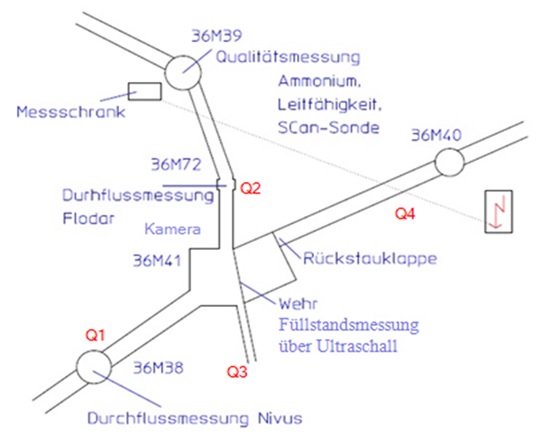 36M39
Qualitätsmessung
Ammonium,
Leitfähigkeit,
SCan-Sonde
Messschrank
36M40
36M72
Q2
Durhflussmessung
Flodar
Q4
Kamera
36M41
Rückstauklappe
Wehr
Füllstandsmessung
über Ultraschall
Q1
36M38
Q3
Durchflussmessung Nivus